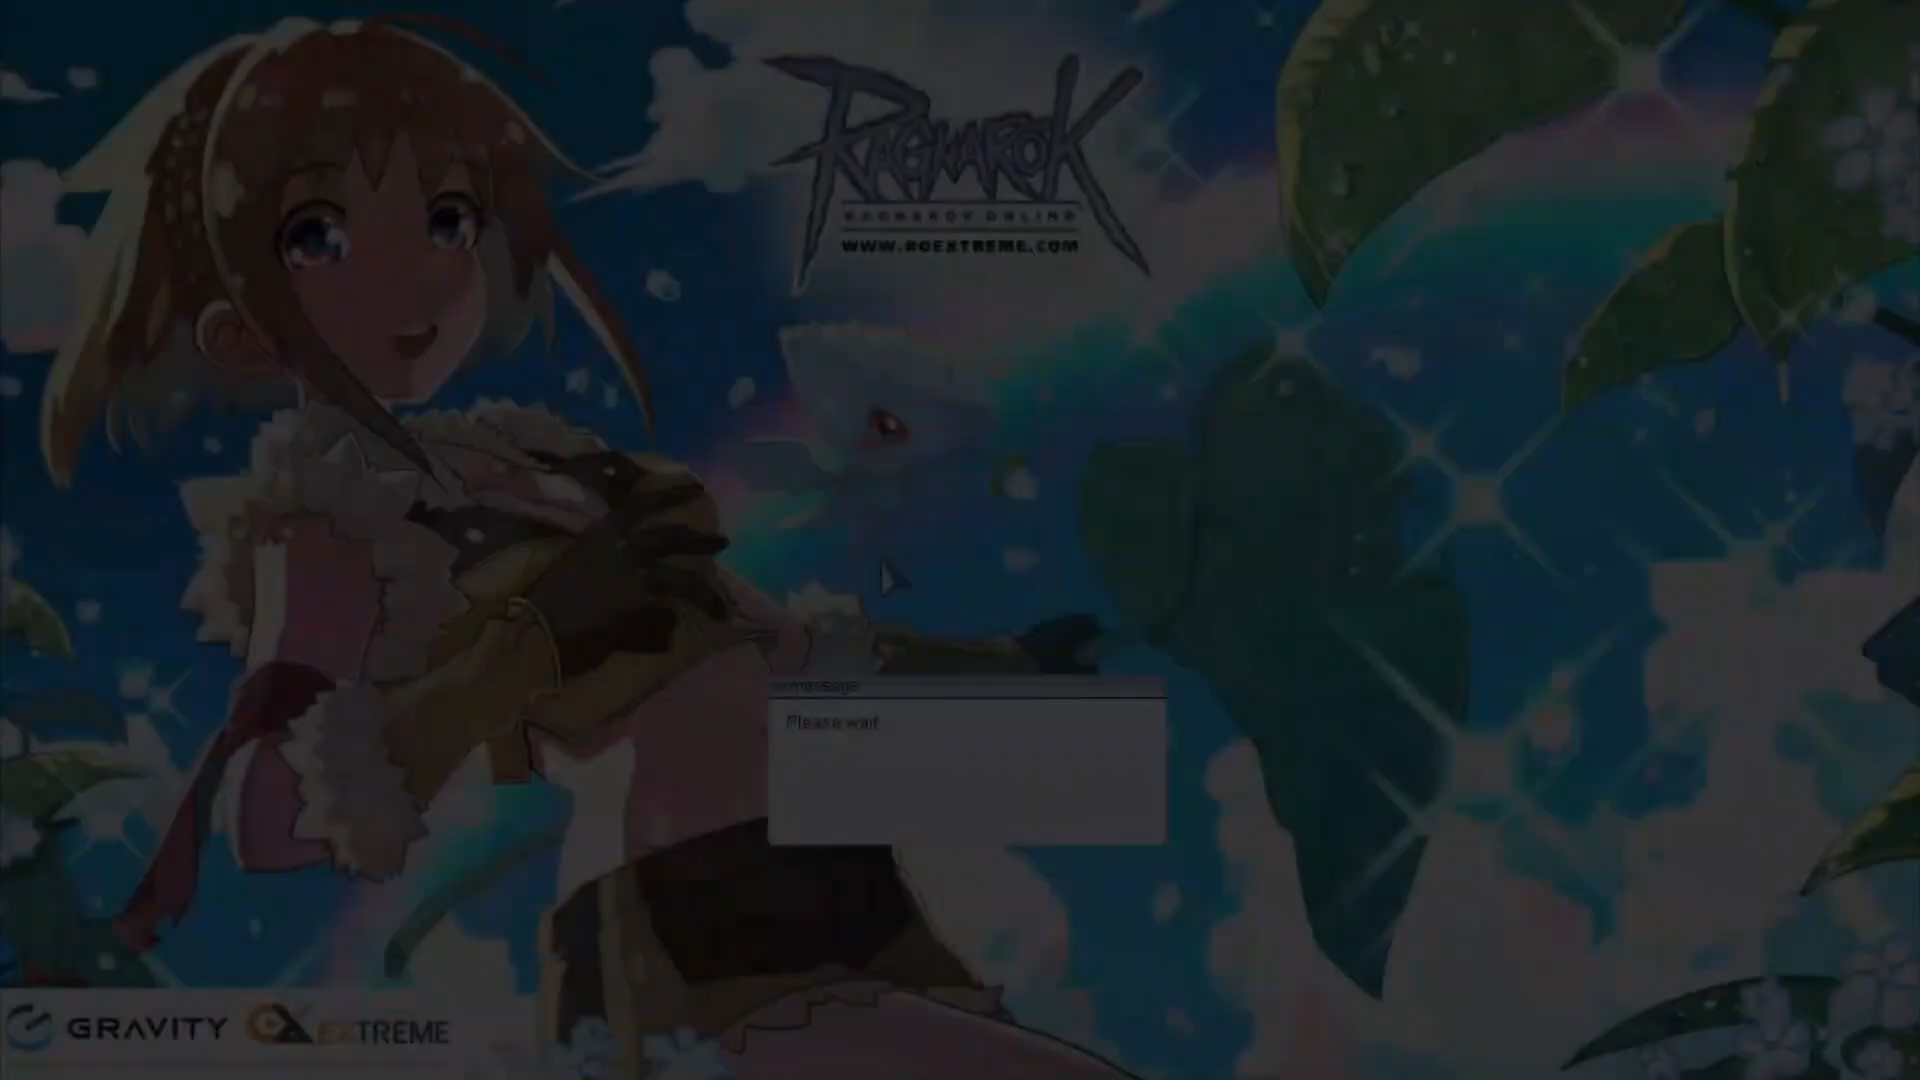 RAGNAROK
RAGNAROK ONLINE
WWW.ROEXTREME.COM
message
Please wait
GRAVITY EXTREME